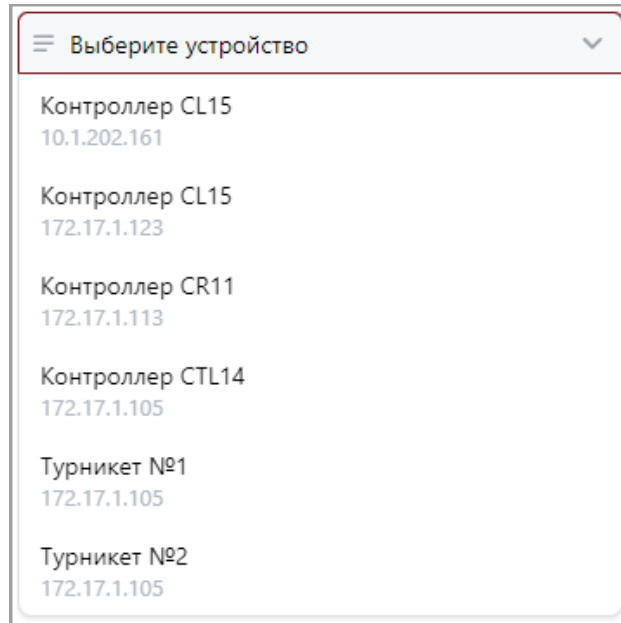 Выберите устройство
Контроллер CL15
10.1.202.161
Контроллер CL15
172.17.1.123
Контроллер CR11
172.17.1.113
Контроллер CTL14
172.17.1.105
Турникет №1
172.17.1.105
Турникет №2
172.17.1.105